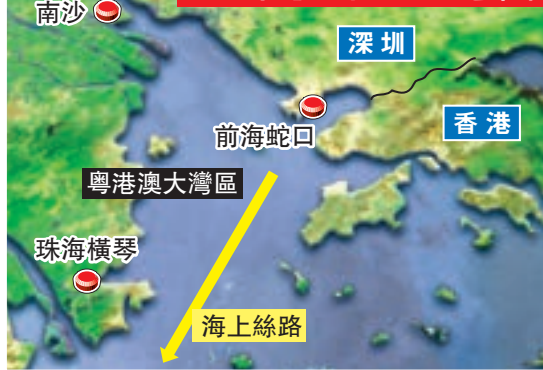 南沙
深圳
前海蛇口
香港
粵港澳大灣區
珠海橫琴
海上絲路